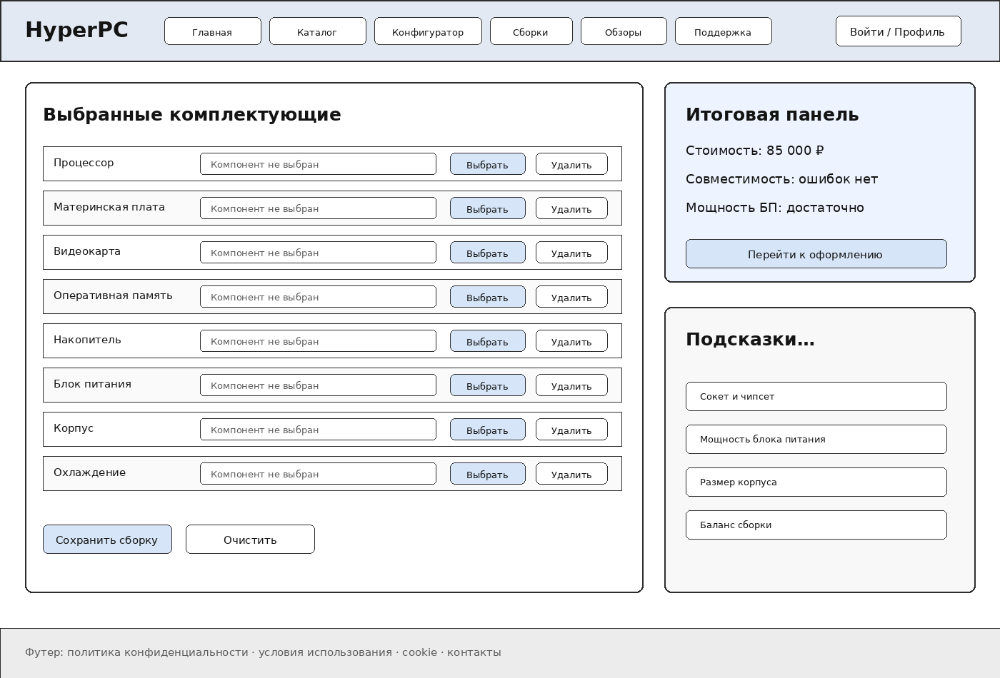 HyperPC
Главная
Каталог
Конфигуратор
Сборки
Обзоры
Поддержка
Войти / Профиль
Выбранные комплектующие
Процессор
Компонент не выбран
Выбрать
Удалить
Материнская плата
Компонент не выбран
Выбрать
Удалить
Видеокарта
Компонент не выбран
Выбрать
Удалить
Оперативная память
Компонент не выбран
Выбрать
Удалить
Накопитель
Компонент не выбран
Выбрать
Удалить
Блок питания
Компонент не выбран
Выбрать
Удалить
Корпус
Компонент не выбран
Выбрать
Удалить
Охлаждение
Компонент не выбран
Выбрать
Удалить
Сохранить сборку
Очистить
Итоговая панель
Стоимость: 85 000 ₽
Совместимость: ошибок нет
Мощность БП: достаточно
Перейти к оформлению
Подсказки...
Сокет и чипсет
Мощность блока питания
Размер корпуса
Баланс сборки
Футер: политика конфиденциальности · условия использования · cookie · контакты